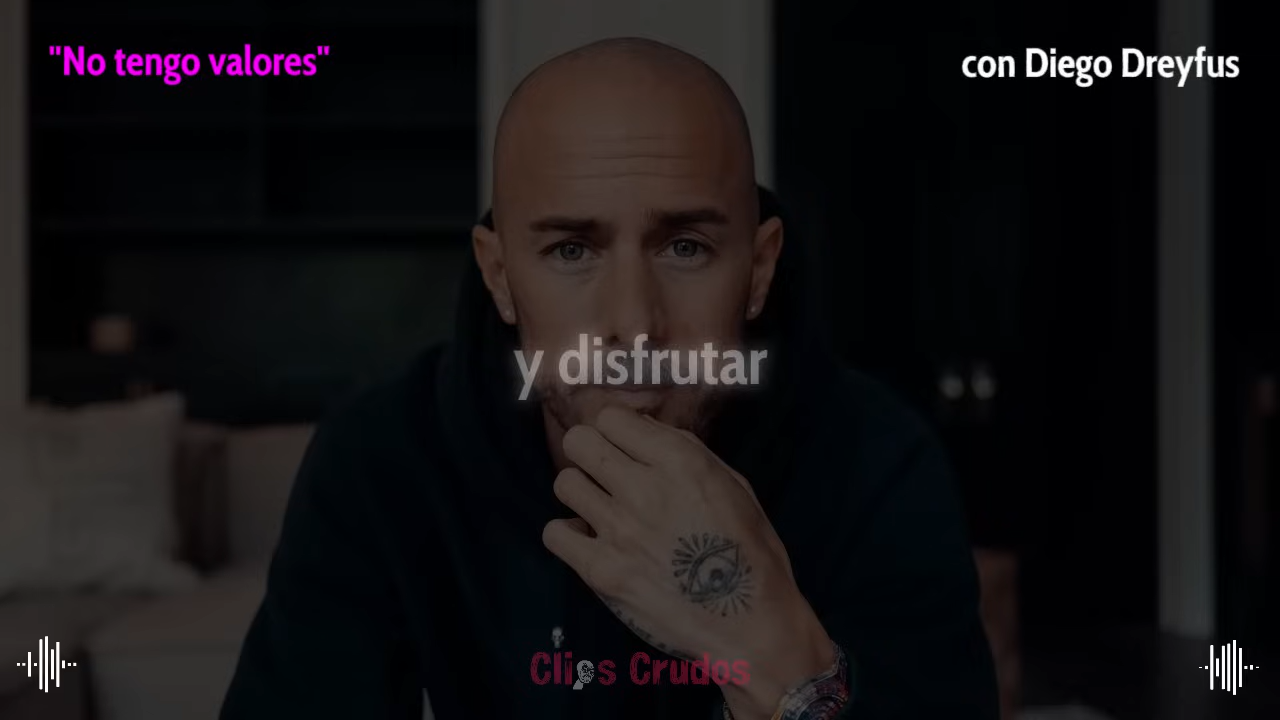 "No tengo valores"
con Diego Dreyfus
y disfrutar
Clips Crudos